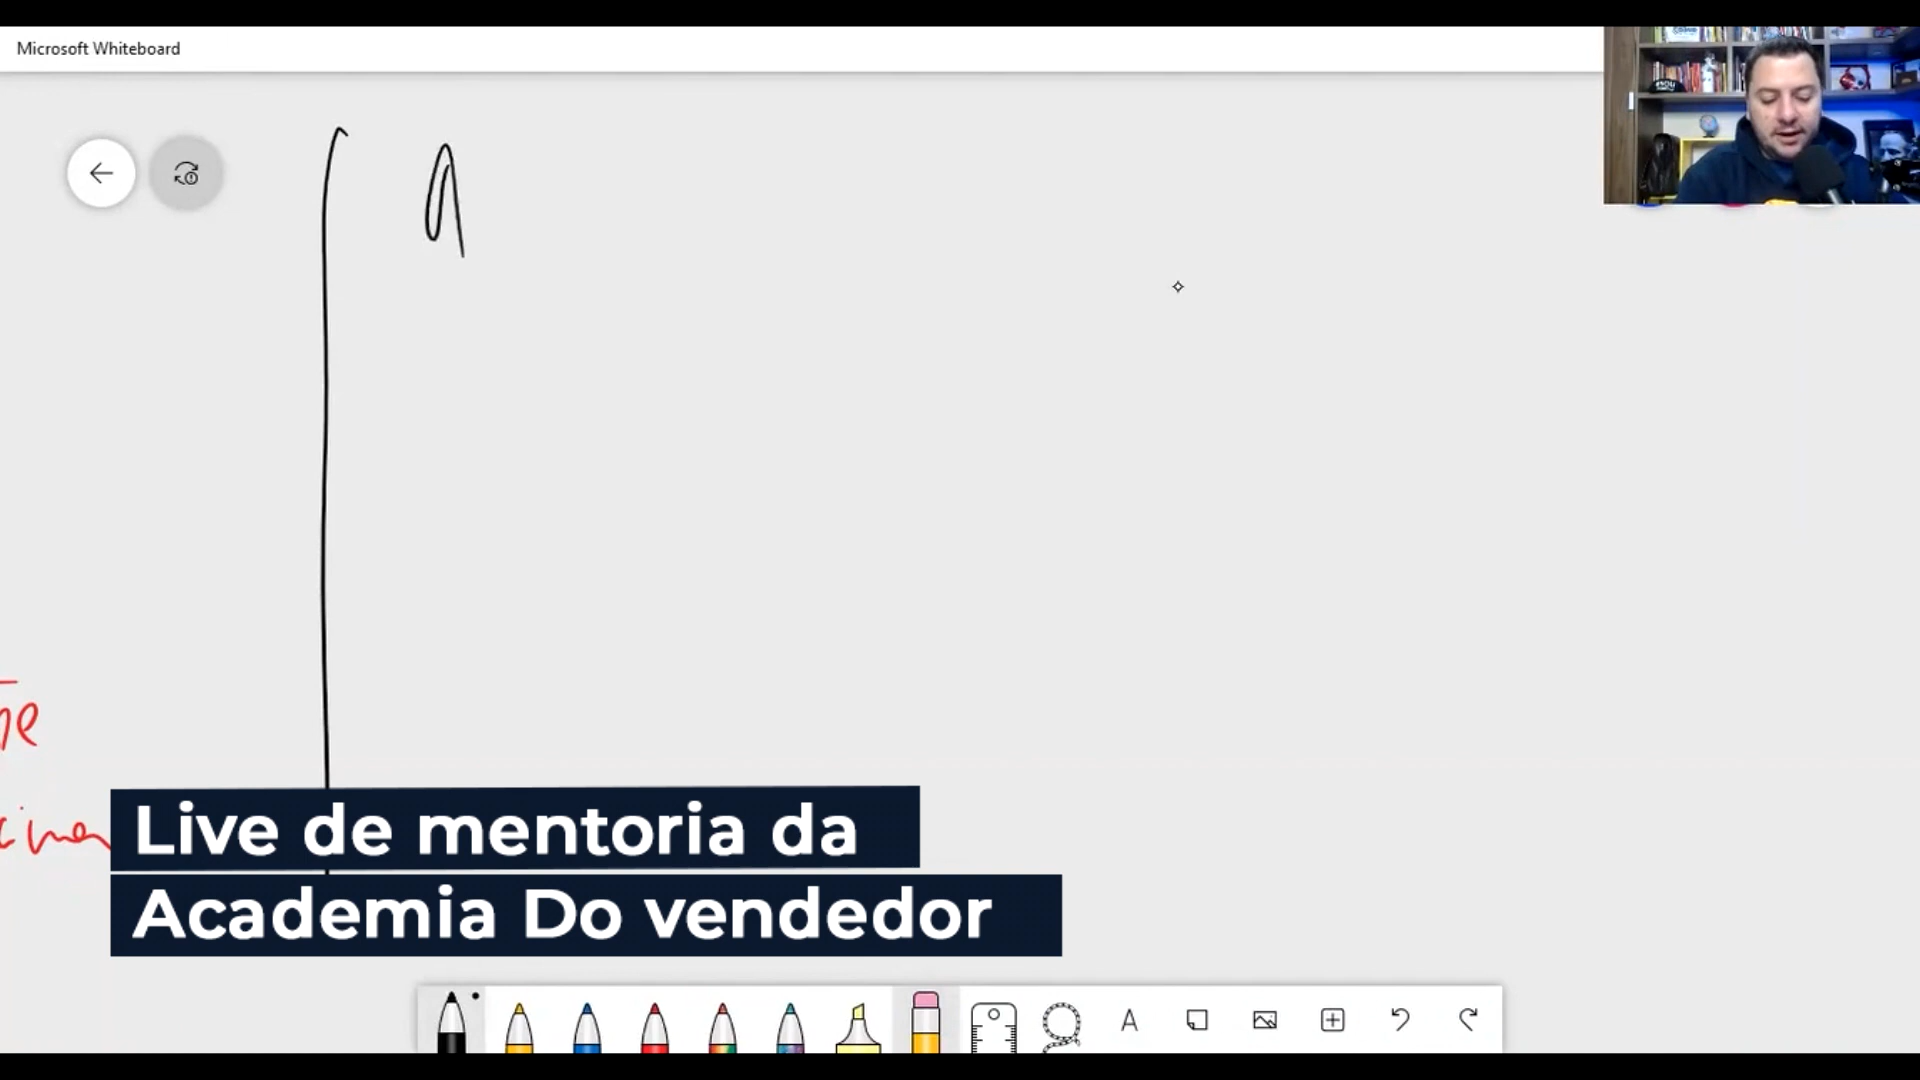 Microsoft Whiteboard
a
Live de mentoria da
Academia Do vendedor